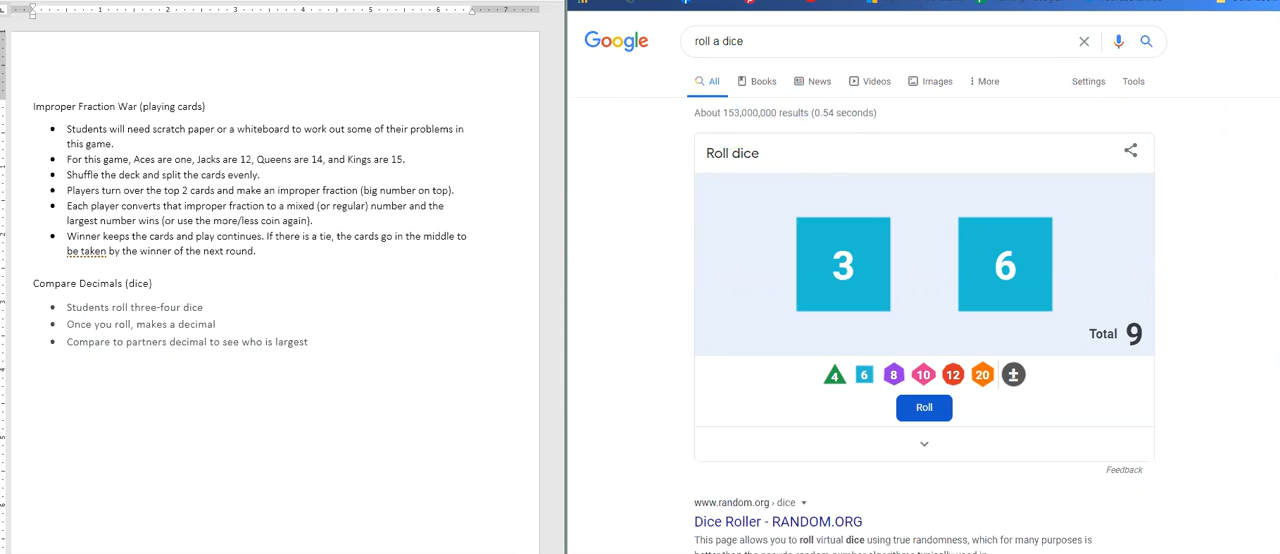 1 1 2 3 4 5 6 7
Improper Fraction War (playing cards)
Students will need scratch paper or a whiteboard to work out some of their problems in
this game.
For this game, Aces are one, Jacks are 12, Queens are 14, and Kings are 15.
Shuffle the deck and split the cards evenly.
Players turn over the top 2 cards and make an improper fraction (big number on top).
Each player converts that improper fraction to a mixed (or regular) number and the
largest number wins (or use the more/less coin again).
Winner keeps the cards and play continues. If there is a tie, the cards go in the middle to
be taken by the winner of the next round.
Compare Decimals (dice)
Students roll three-four dice
Once you roll, makes a decimal
Compare to partners decimal to see who is largest
Google
roll a dice
All Books News Videos Images More Settings Tools
About 153,000,000 results (0.54 seconds)
Roll dice
3 6
Total 9
4 6 8 10 12 20 ±
Roll
Feedback
www.random.org › dice
Dice Roller - RANDOM.ORG
This page allows you to roll virtual dice using true randomness, which for many purposes is